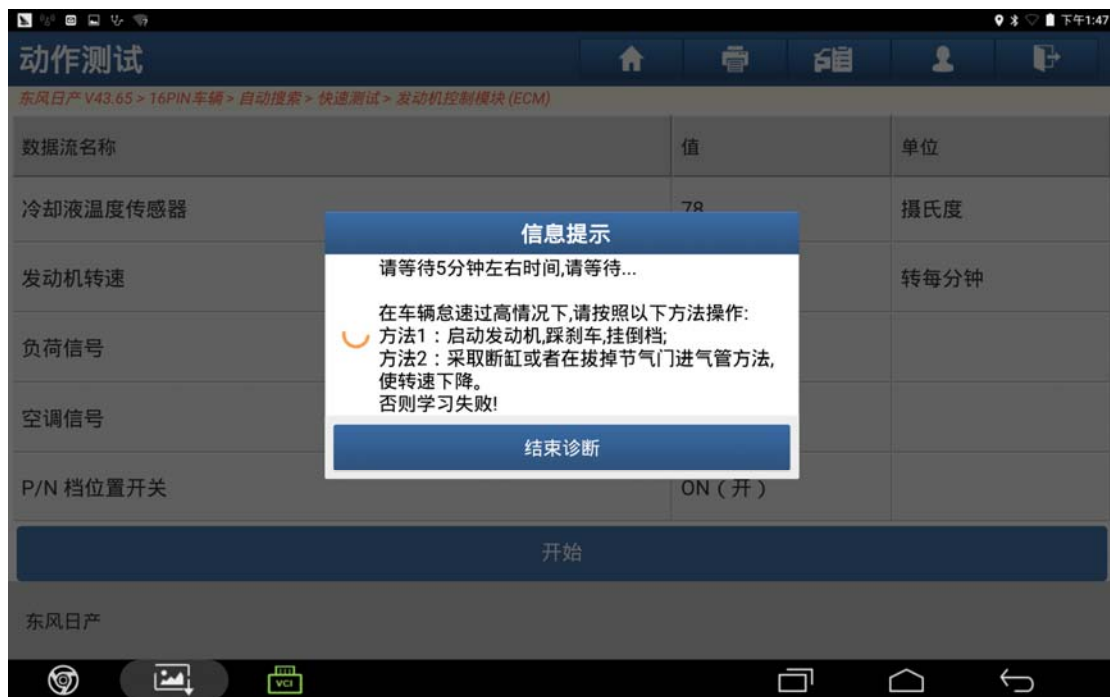 下午1:47
动作测试
东风日产 V43.65 > 16PIN车辆 > 自动搜索 > 快速测试 > 发动机控制模块 (ECM)
数据流名称 值 单位
冷却液温度传感器 78 摄氏度
信息提示
请等待5分钟左右时间,请等待...
发动机转速 转每分钟
在车辆怠速过高情况下,请按照以下方法操作:
方法1：启动发动机,踩刹车,挂倒档;
负荷信号
方法2：采取断缸或者在拔掉节气门进气管方法,
使转速下降。
否则学习失败!
空调信号
结束诊断
P/N 档位置开关 ON（开）
开始
东风日产
VCI